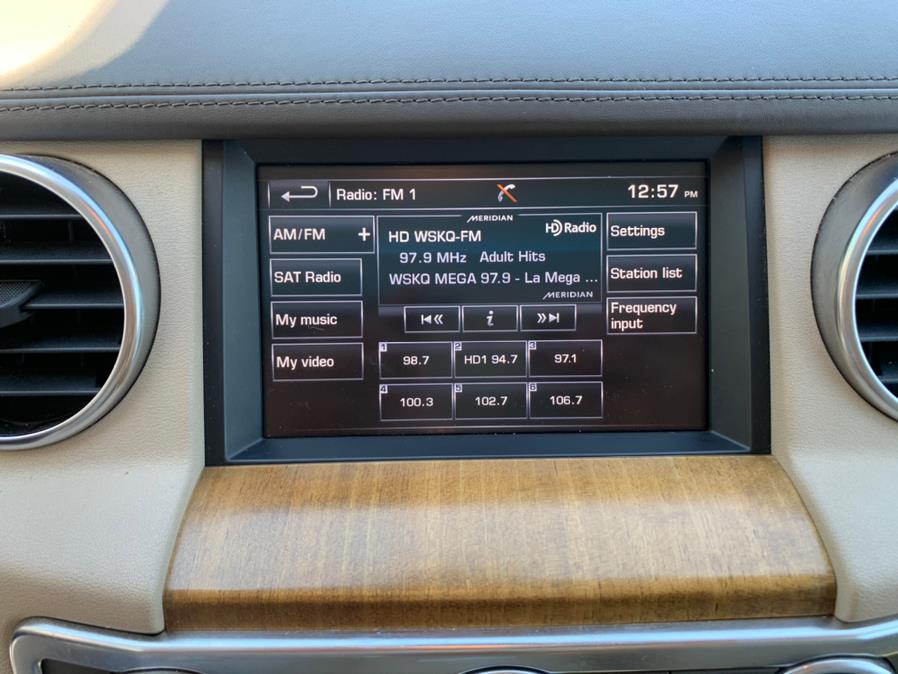 Radio: FM 1
12:57 PM
MERIDIAN
AM/FM +
HD WSKQ-FM
HD Radio
Settings
97.9 MHz Adult Hits
SAT Radio
WSKQ MEGA 97.9 - La Mega ...
Station list
MERIDIAN
My music
i
Frequency
input
My video
1 98.7
2 HD1 94.7
3 97.1
4 100.3
5 102.7
6 106.7